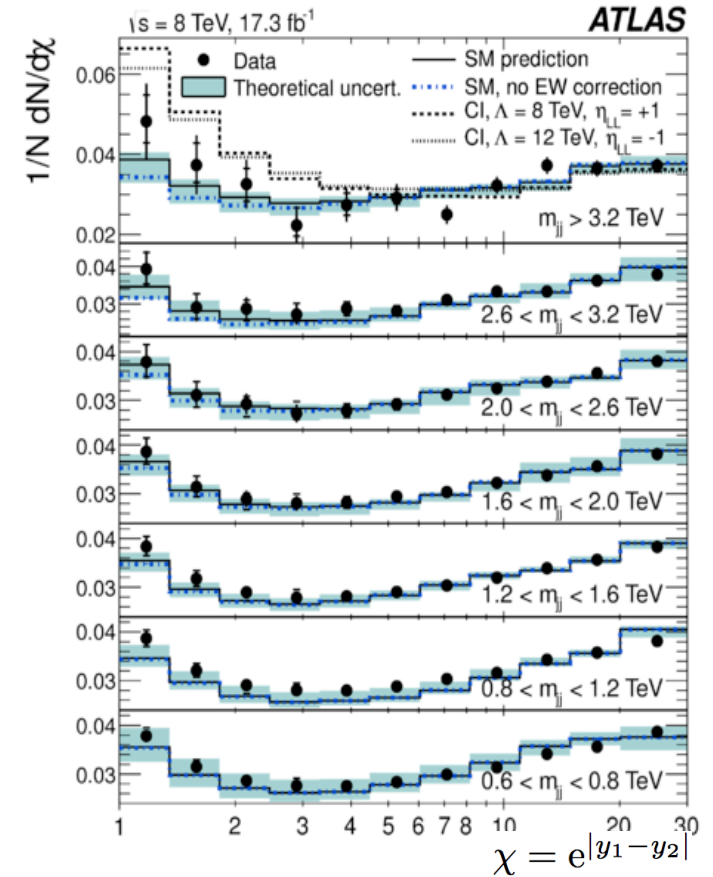 √s = 8 TeV, 17.3 fb⁻¹ ATLAS
1/N dN/dχ
Data
Theoretical uncert.
SM prediction
SM, no EW correction
CI, Λ = 8 TeV, η_LL = +1
CI, Λ = 12 TeV, η_LL = -1
0.06
0.04
0.02
m_jj > 3.2 TeV
0.04
0.03
2.6 < m_jj < 3.2 TeV
0.04
0.03
2.0 < m_jj < 2.6 TeV
0.04
0.03
1.6 < m_jj < 2.0 TeV
0.04
0.03
1.2 < m_jj < 1.6 TeV
0.04
0.03
0.8 < m_jj < 1.2 TeV
0.04
0.03
0.6 < m_jj < 0.8 TeV
1 2 3 4 5 6 7 8 10 20 30
χ = e^|y₁−y₂|